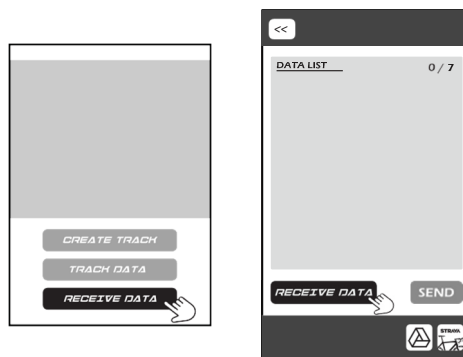 CREATE TRACK
TRACK DATA
RECEIVE DATA
<<
DATA LIST 0 / 7
RECEIVE DATA SEND
STRAVA